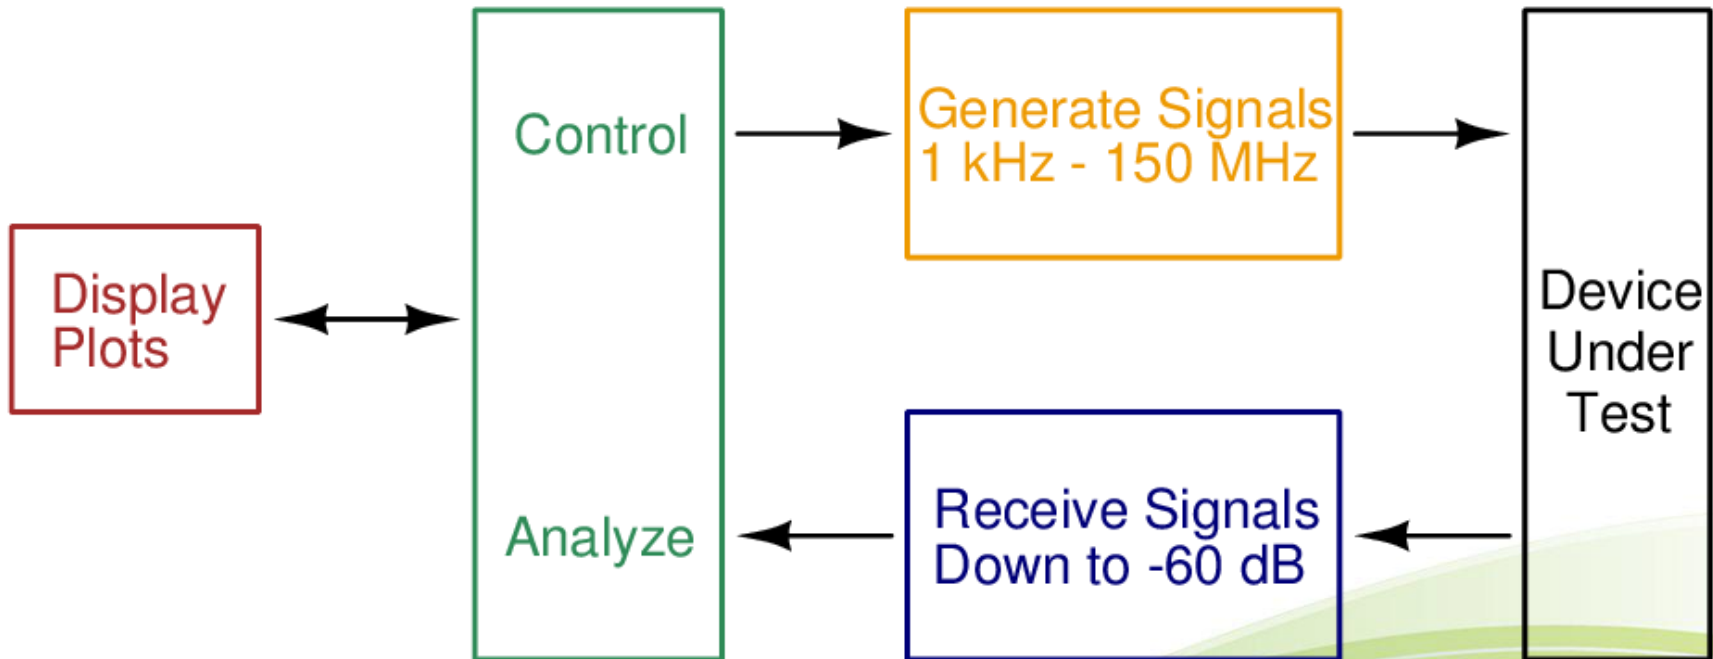 Control
Generate Signals
1 kHz - 150 MHz
Display
Plots
Device
Under
Test
Analyze
Receive Signals
Down to -60 dB